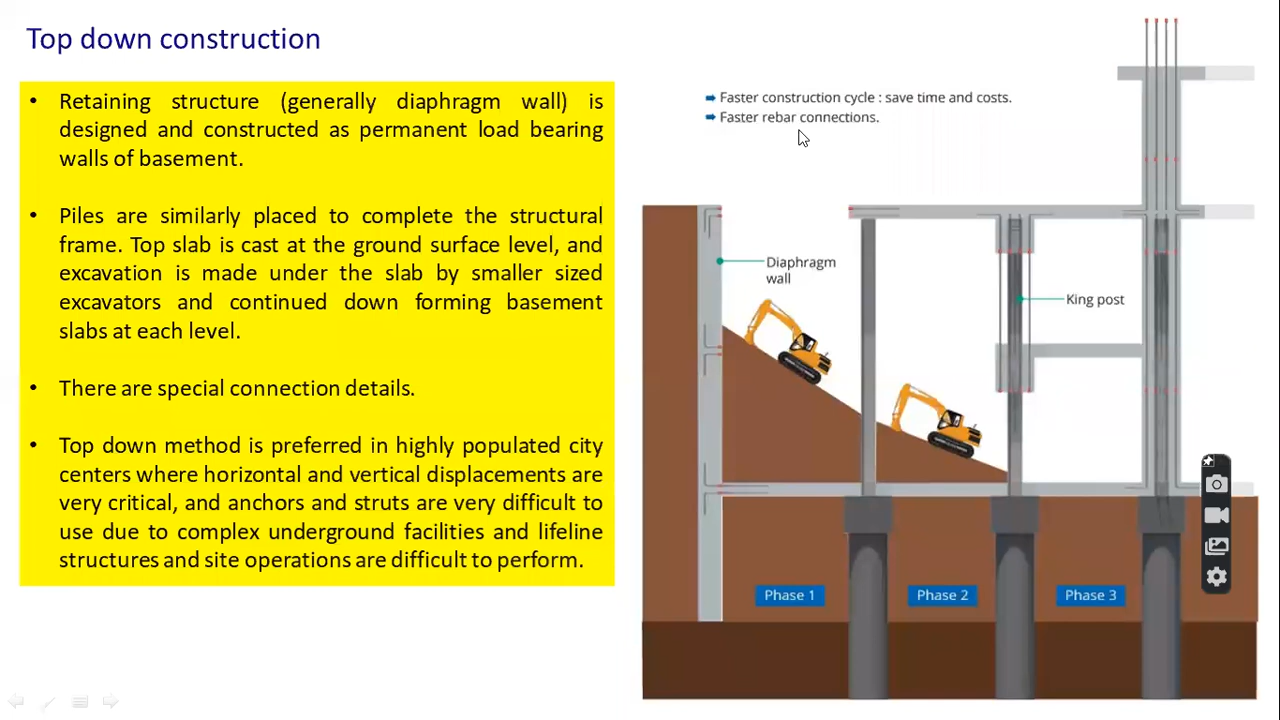 Top down construction
• Retaining structure (generally diaphragm wall) is
designed and constructed as permanent load bearing
walls of basement.
• Piles are similarly placed to complete the structural
frame. Top slab is cast at the ground surface level, and
excavation is made under the slab by smaller sized
excavators and continued down forming basement
slabs at each level.
• There are special connection details.
• Top down method is preferred in highly populated city
centers where horizontal and vertical displacements are
very critical, and anchors and struts are very difficult to
use due to complex underground facilities and lifeline
structures and site operations are difficult to perform.
Faster construction cycle : save time and costs.
Faster rebar connections.
Diaphragm
wall
King post
Phase 1
Phase 2
Phase 3